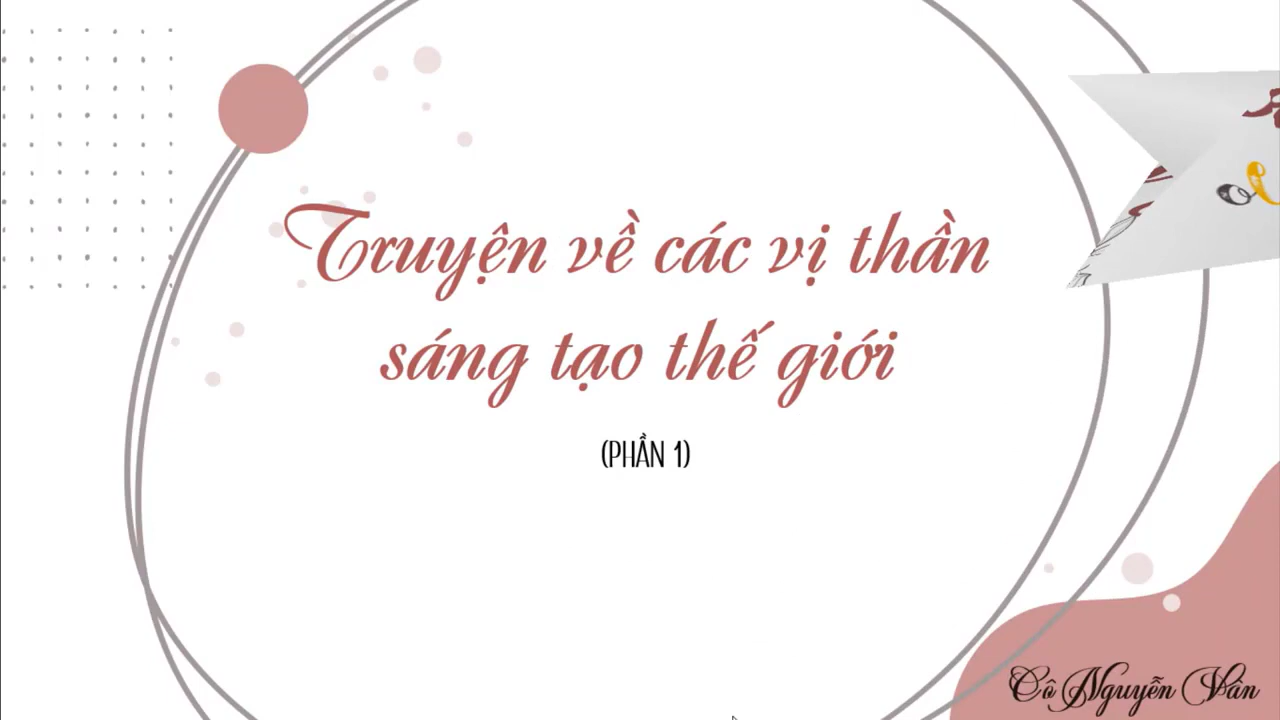 Truyện về các vị thần
sáng tạo thế giới
(PHẦN 1)
Cô Nguyễn Vân